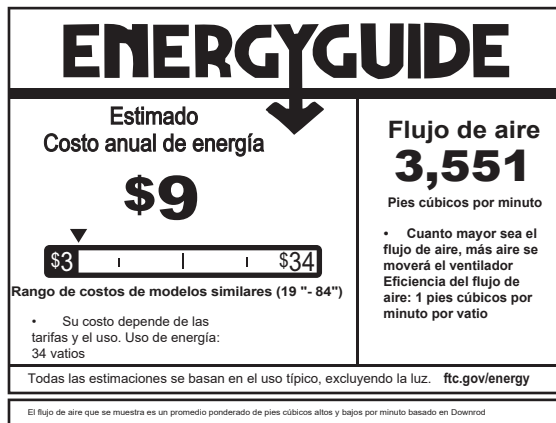 ENERGYGUIDE
Estimado
Costo anual de energía
$9
$3
$34
Rango de costos de modelos similares (19 "- 84")
• Su costo depende de las
tarifas y el uso. Uso de energía:
34 vatios
Flujo de aire
3,551
Pies cúbicos por minuto
• Cuanto mayor sea el
flujo de aire, más aire se
moverá el ventilador
Eficiencia del flujo de
aire: 1 pies cúbicos por
minuto por vatio
Todas las estimaciones se basan en el uso típico, excluyendo la luz. ftc.gov/energy
El flujo de aire que se muestra es un promedio ponderado de pies cúbicos altos y bajos por minuto basado en Downrod